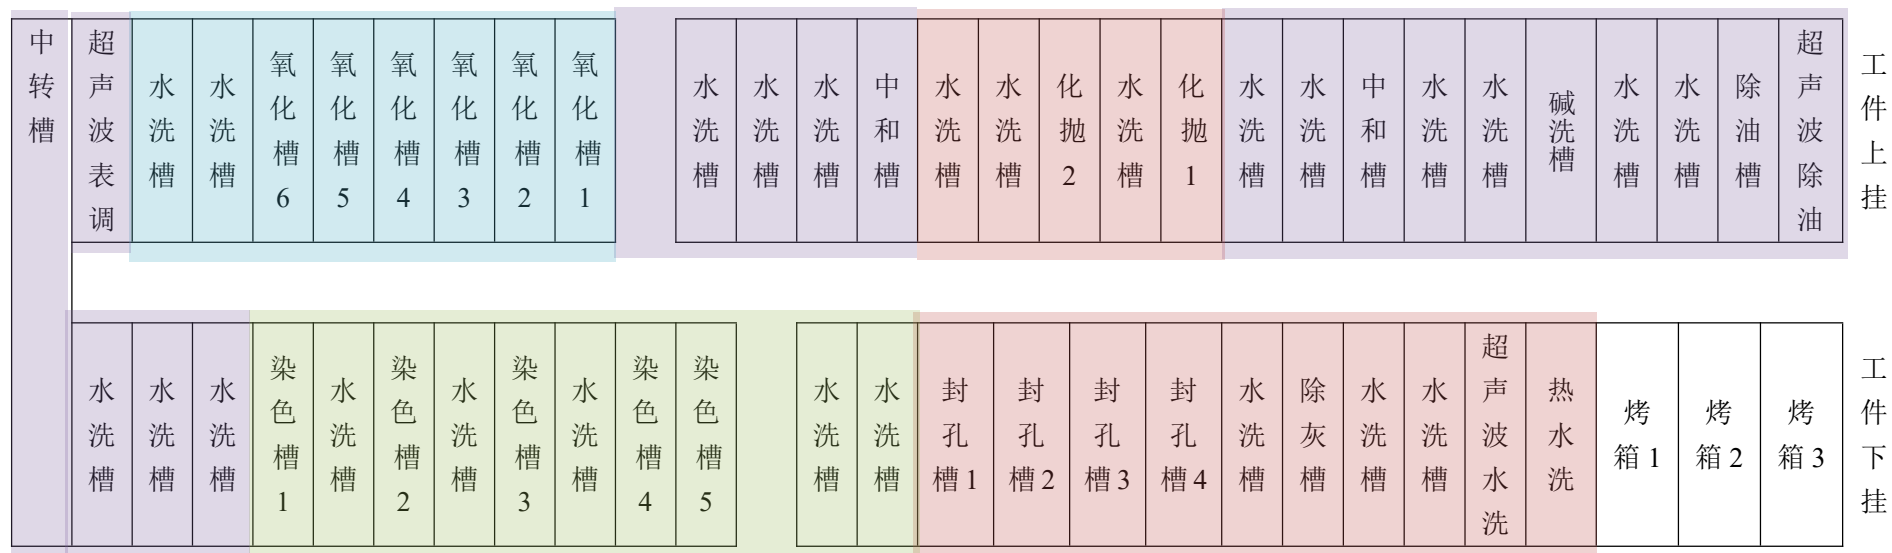 中转槽
超声波表调
水洗槽
水洗槽
氧化槽6
氧化槽5
氧化槽4
氧化槽3
氧化槽2
氧化槽1
水洗槽
水洗槽
水洗槽
中和槽
水洗槽
水洗槽
化抛2
水洗槽
化抛1
水洗槽
水洗槽
中和槽
水洗槽
水洗槽
碱洗槽
水洗槽
水洗槽
除油槽
超声波除油
工件上挂
水洗槽
水洗槽
水洗槽
染色槽1
水洗槽
染色槽2
水洗槽
染色槽3
水洗槽
染色槽4
染色槽5
水洗槽
水洗槽
封孔槽1
封孔槽2
封孔槽3
封孔槽4
水洗槽
除灰槽
水洗槽
水洗槽
超声波水洗
热水洗
烤箱1
烤箱2
烤箱3
工件下挂